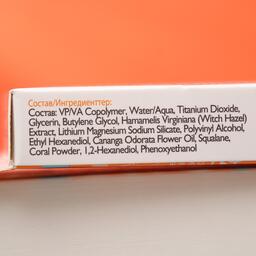 Состав/Ингредиенттер:
Состав: VP/VA Copolymer, Water/Aqua, Titanium Dioxide,
Glycerin, Butylene Glycol, Hamamelis Virginiana (Witch Hazel)
Extract, Lithium Magnesium Sodium Silicate, Polyvinyl Alcohol,
Ethyl Hexanediol, Cananga Odorata Flower Oil, Squalane,
Coral Powder, 1,2-Hexanediol, Phenoxyethanol